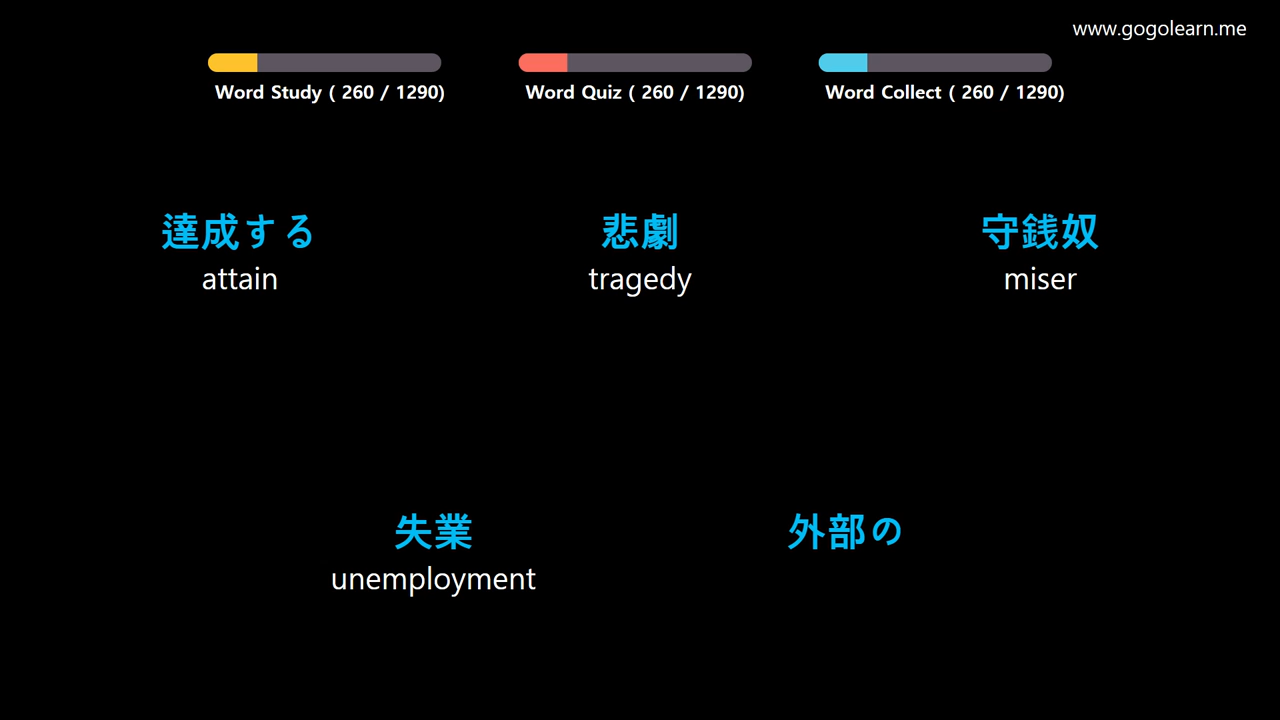 www.gogolearn.me
Word Study ( 260 / 1290)
Word Quiz ( 260 / 1290)
Word Collect ( 260 / 1290)
達成する
attain
悲劇
tragedy
守銭奴
miser
失業
unemployment
外部の